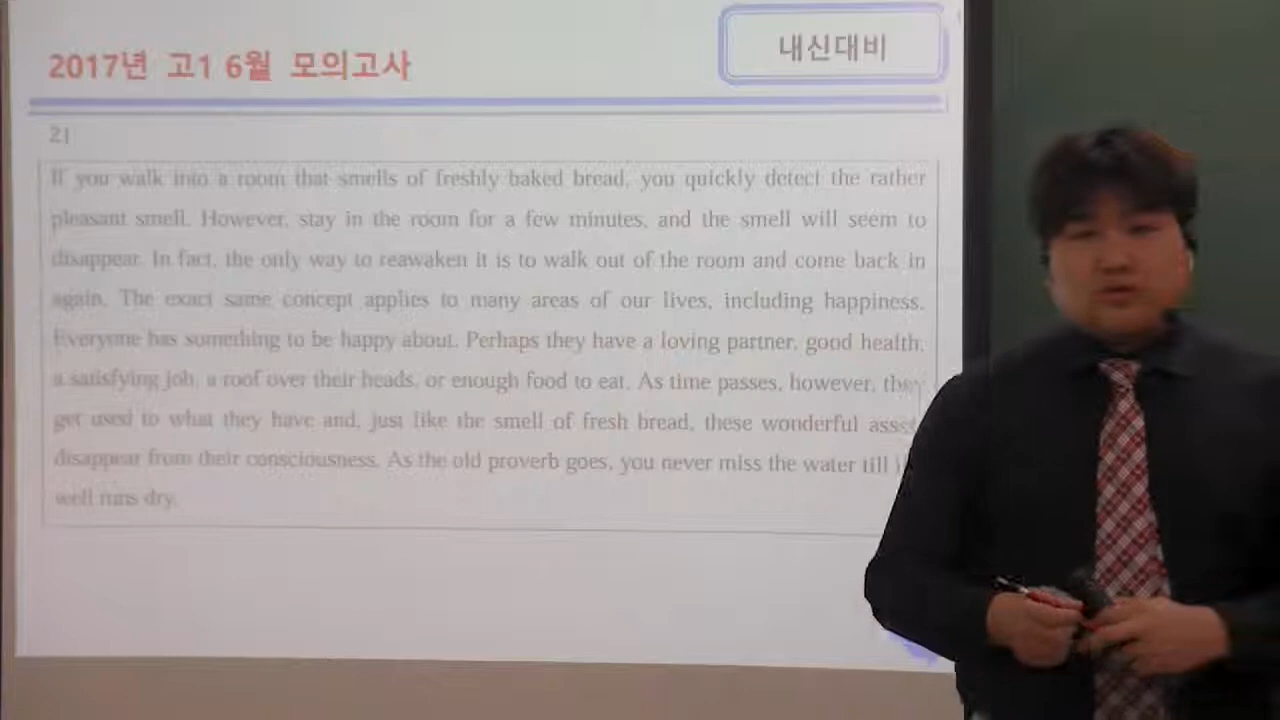 2017년 고1 6월 모의고사
내신대비
21
If you walk into a room that smells of freshly baked bread, you quickly detect the rather
pleasant smell. However, stay in the room for a few minutes, and the smell will seem to
disappear. In fact, the only way to reawaken it is to walk out of the room and come back in
again. The exact same concept applies to many areas of our lives, including happiness.
Everyone has something to be happy about. Perhaps they have a loving partner, good health,
a satisfying job, a roof over their heads, or enough food to eat. As time passes, however, they
get used to what they have and, just like the smell of fresh bread, these wonderful
disappear from their consciousness. As the old proverb goes, you never miss the water till
well runs dry.